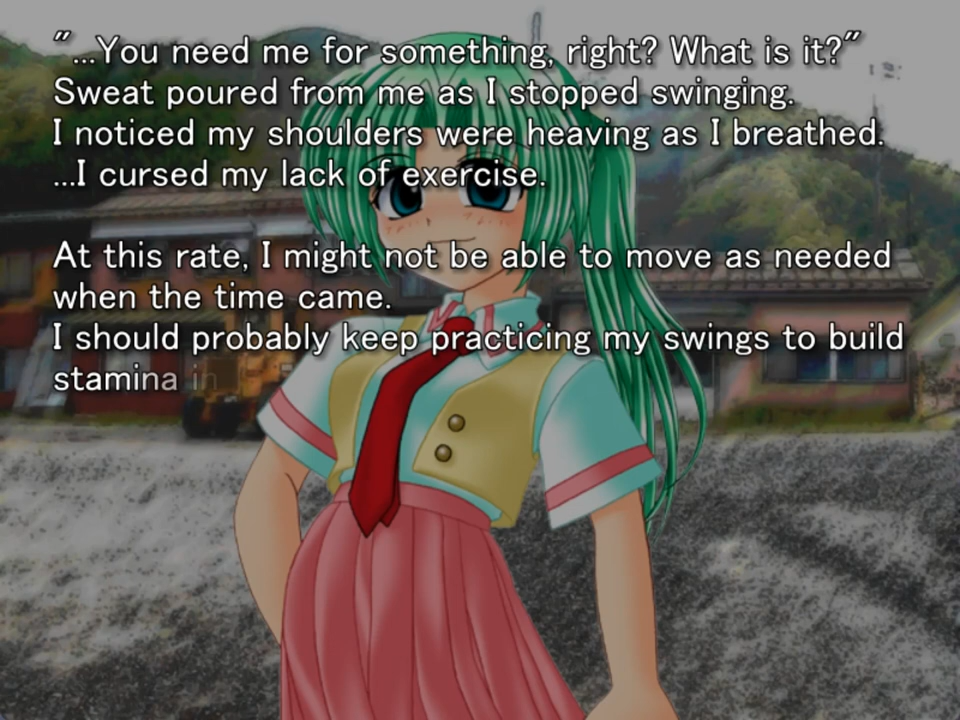 "...You need me for something, right? What is it?"
Sweat poured from me as I stopped swinging.
I noticed my shoulders were heaving as I breathed.
...I cursed my lack of exercise.
At this rate, I might not be able to move as needed
when the time came.
I should probably keep practicing my swings to build
stamina in